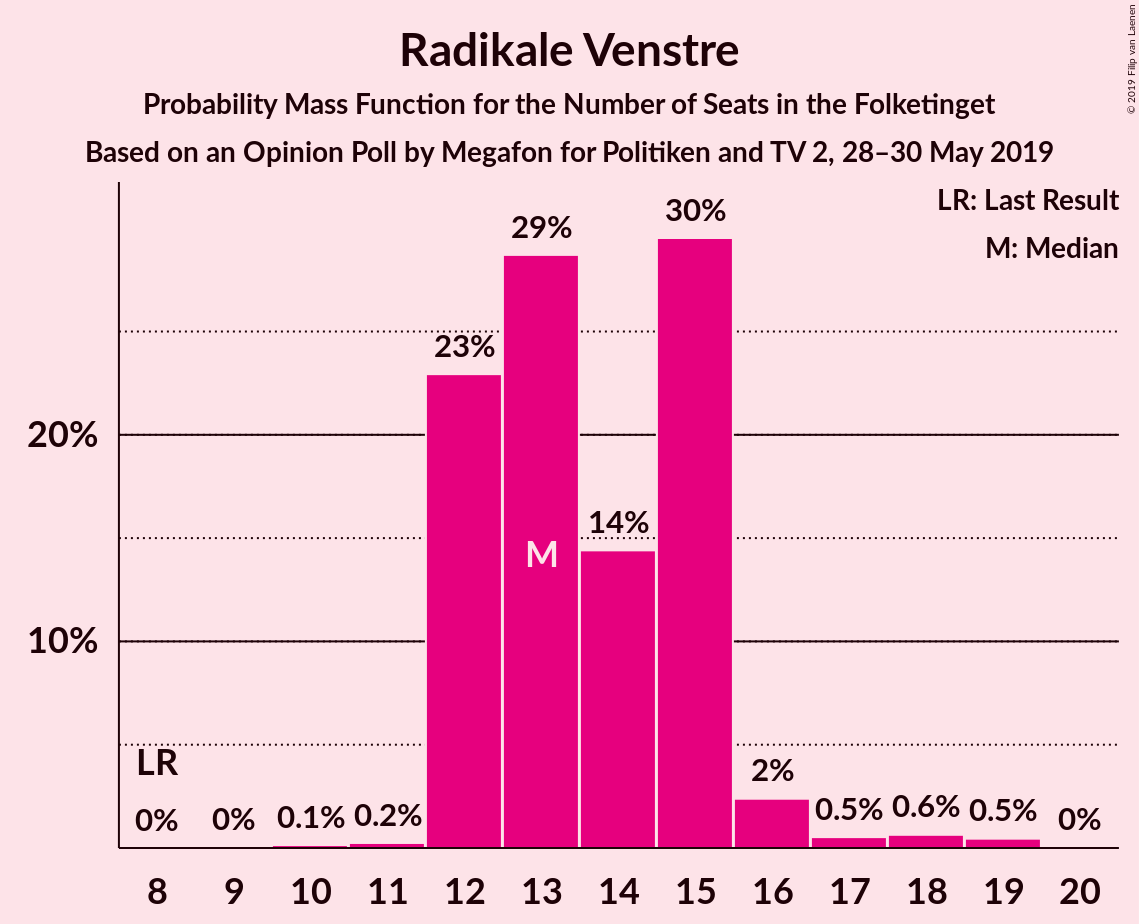 Radikale Venstre
Probability Mass Function for the Number of Seats in the Folketinget
Based on an Opinion Poll by Megafon for Politiken and TV 2, 28–30 May 2019
© 2019 Filip van Laenen
LR: Last Result
M: Median
30%
29%
23%
20%
14%
M
10%
LR
2%
0%
0%
0.1%
0.2%
0.5%
0.6%
0.5%
0%
8 9 10 11 12 13 14 15 16 17 18 19 20